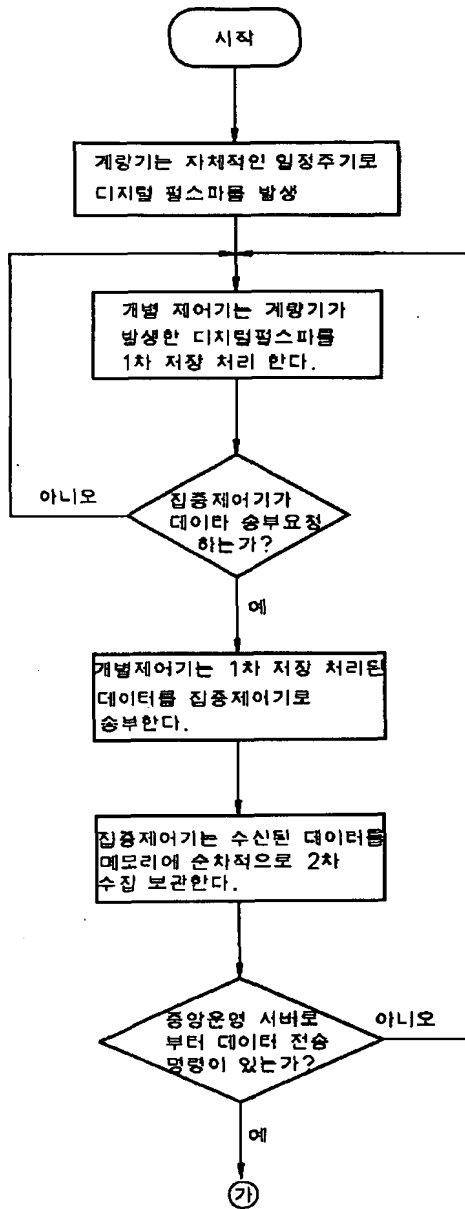 시작
계량기는 자체적인 일정주기로
디지털 펄스파를 발생
개별 제어기는 계량기가
발생한 디지털펄스파를
1차 저장 처리 한다.
아니오
집중제어기가
데이타 송부요청
하는가?
예
개별제어기는 1차 저장 처리된
데이터를 집중제어기로
송부한다.
집중제어기는 수신된 데이터를
메모리에 순차적으로 2차
수집 보관한다.
중앙운영 서버로
부터 데이터 전송
명령이 있는가?
아니오
예
가